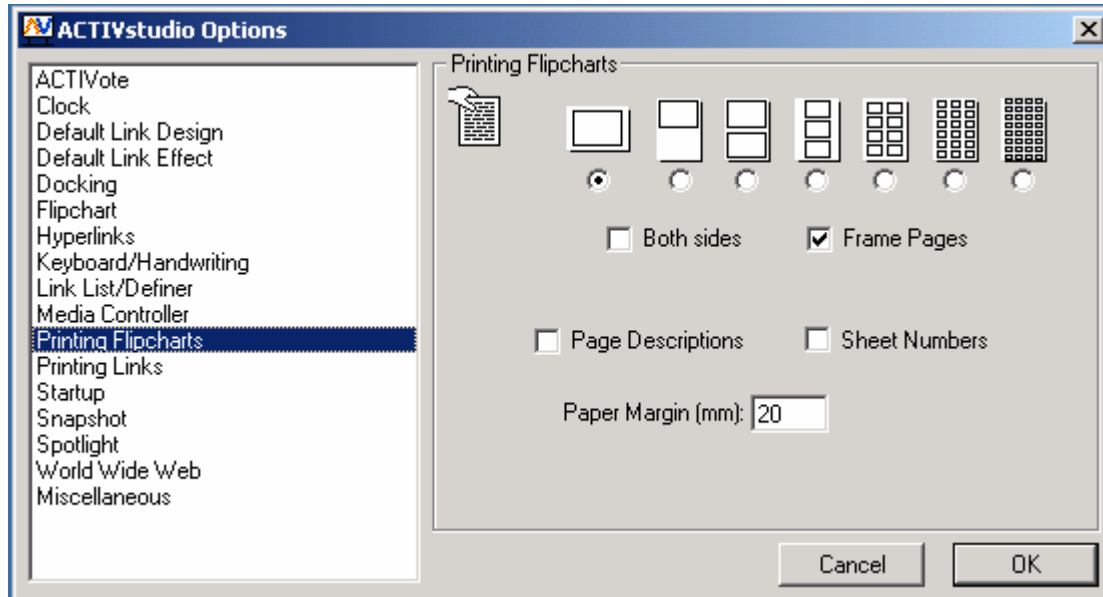 ACTIVstudio Options
ACTIVote
Clock
Default Link Design
Default Link Effect
Docking
Flipchart
Hyperlinks
Keyboard/Handwriting
Link List/Definer
Media Controller
Printing Flipcharts
Printing Links
Startup
Snapshot
Spotlight
World Wide Web
Miscellaneous
Printing Flipcharts
Both sides
Frame Pages
Page Descriptions
Sheet Numbers
Paper Margin (mm): 20
Cancel
OK